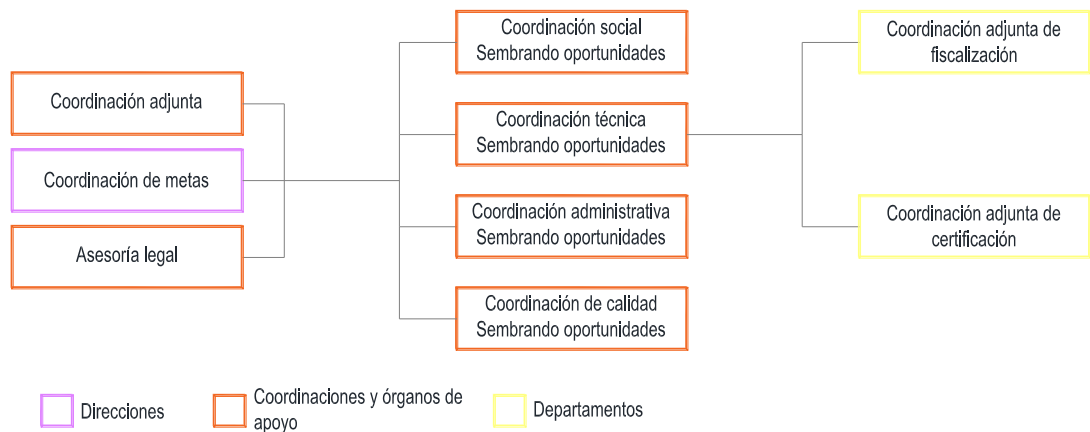 Coordinación adjunta
Coordinación de metas
Asesoría legal
Coordinación social
Sembrando oportunidades
Coordinación técnica
Sembrando oportunidades
Coordinación administrativa
Sembrando oportunidades
Coordinación de calidad
Sembrando oportunidades
Coordinación adjunta de
fiscalización
Coordinación adjunta de
certificación
Direcciones
Coordinaciones y órganos de
apoyo
Departamentos